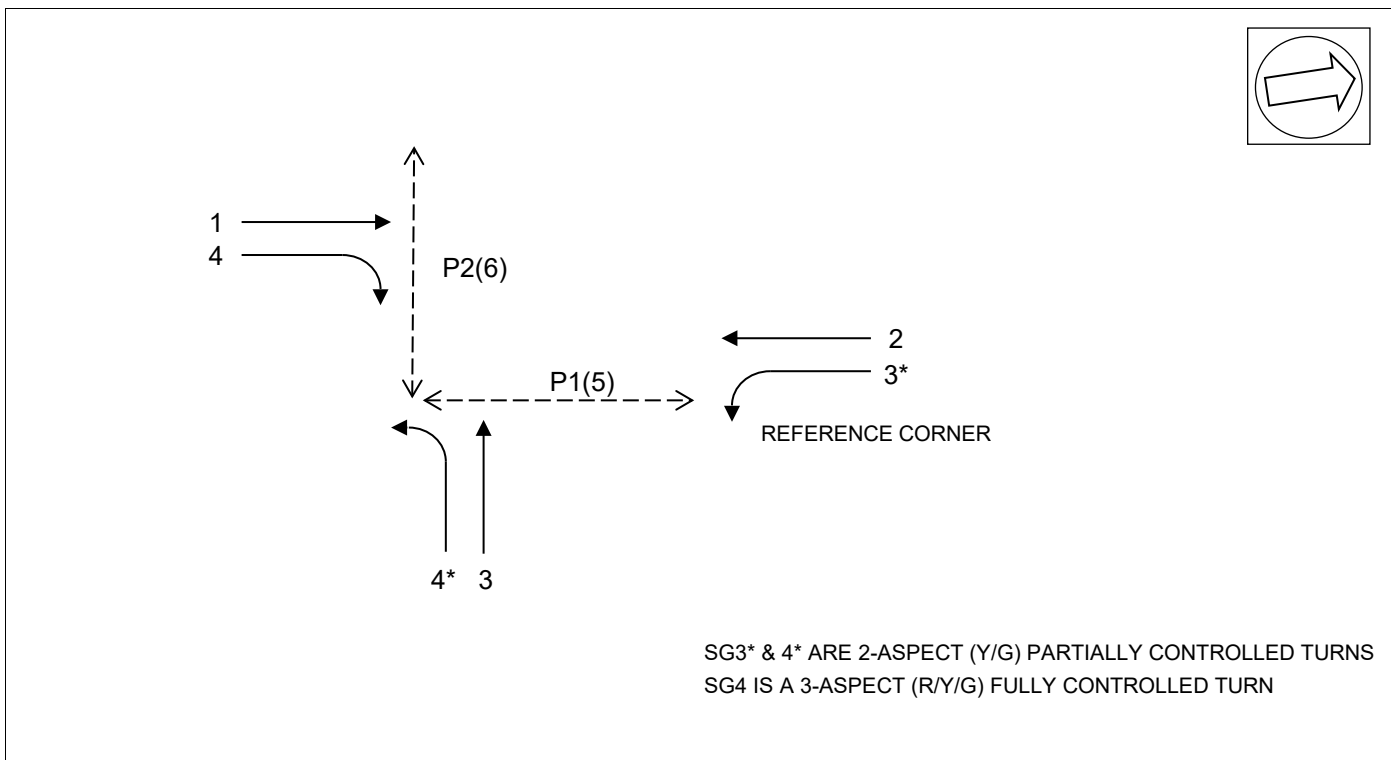 1
4
P2(6)
2
P1(5)
3*
REFERENCE CORNER
4* 3
SG3* & 4* ARE 2-ASPECT (Y/G) PARTIALLY CONTROLLED TURNS
SG4 IS A 3-ASPECT (R/Y/G) FULLY CONTROLLED TURN